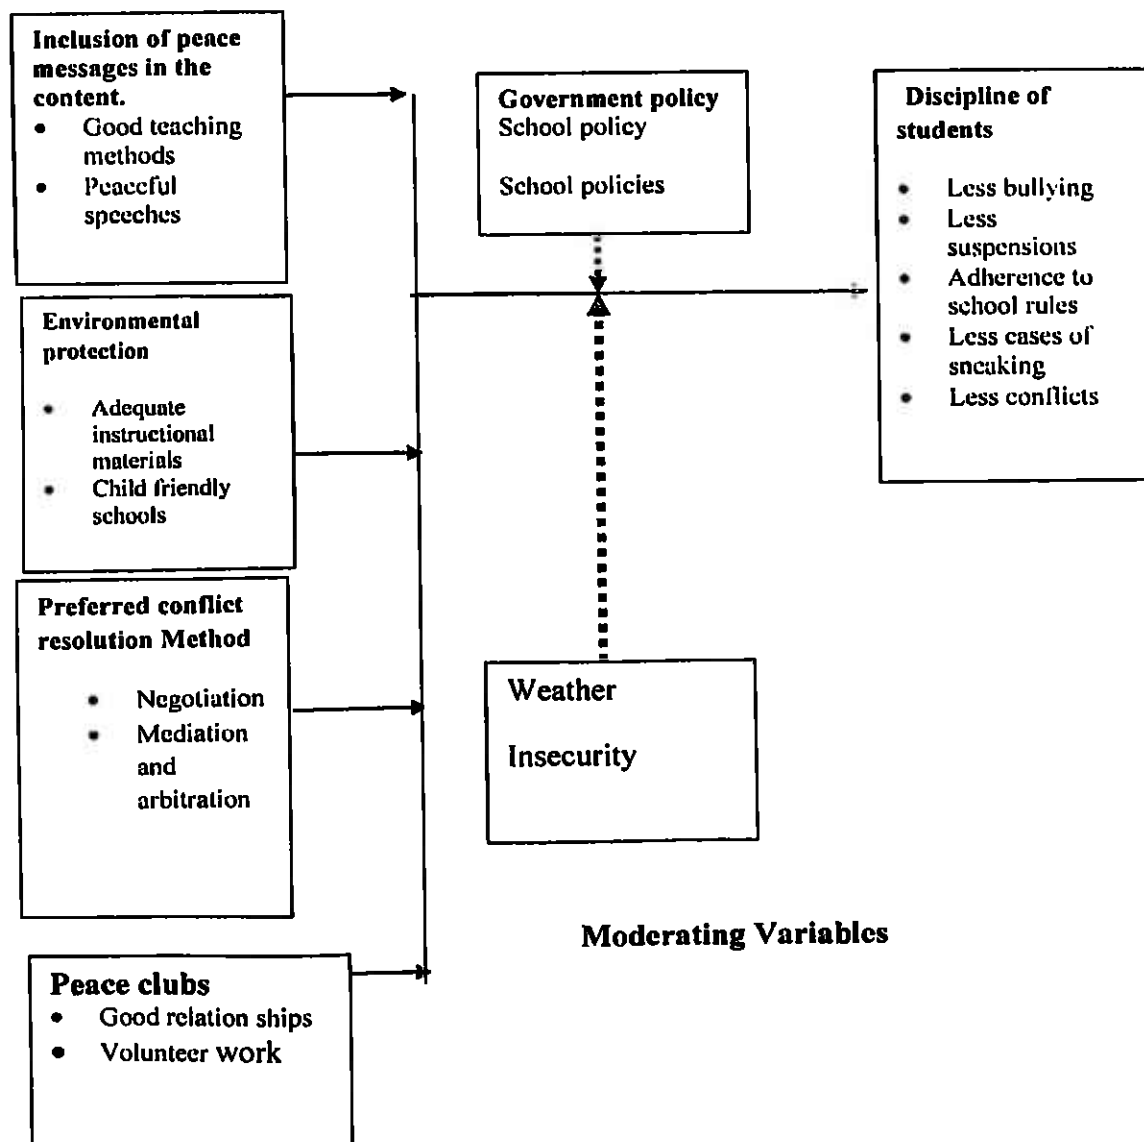 Inclusion of peace
messages in the
content.
• Good teaching
methods
• Peaceful
speeches
Environmental
protection
• Adequate
instructional
materials
• Child friendly
schools
Preferred conflict
resolution Method
• Negotiation
• Mediation
and
arbitration
Peace clubs
• Good relation ships
• Volunteer work
Government policy
School policy
School policies
Weather
Insecurity
Moderating Variables
Discipline of
students
• Less bullying
• Less
suspensions
• Adherence to
school rules
• Less cases of
sneaking
• Less conflicts